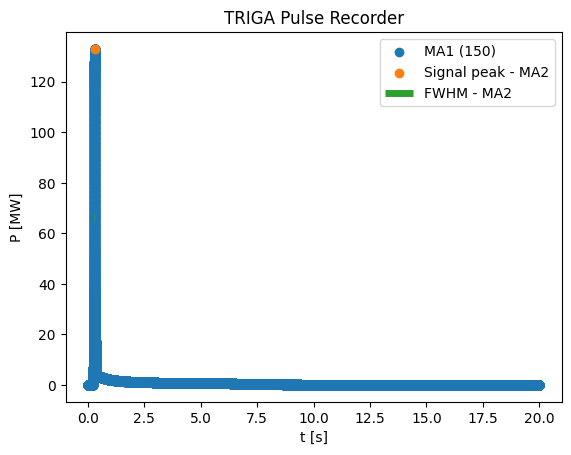 TRIGA Pulse Recorder
MA1 (150)
Signal peak - MA2
FWHM - MA2
P [MW]
120
100
80
60
40
20
0
0.0 2.5 5.0 7.5 10.0 12.5 15.0 17.5 20.0
t [s]